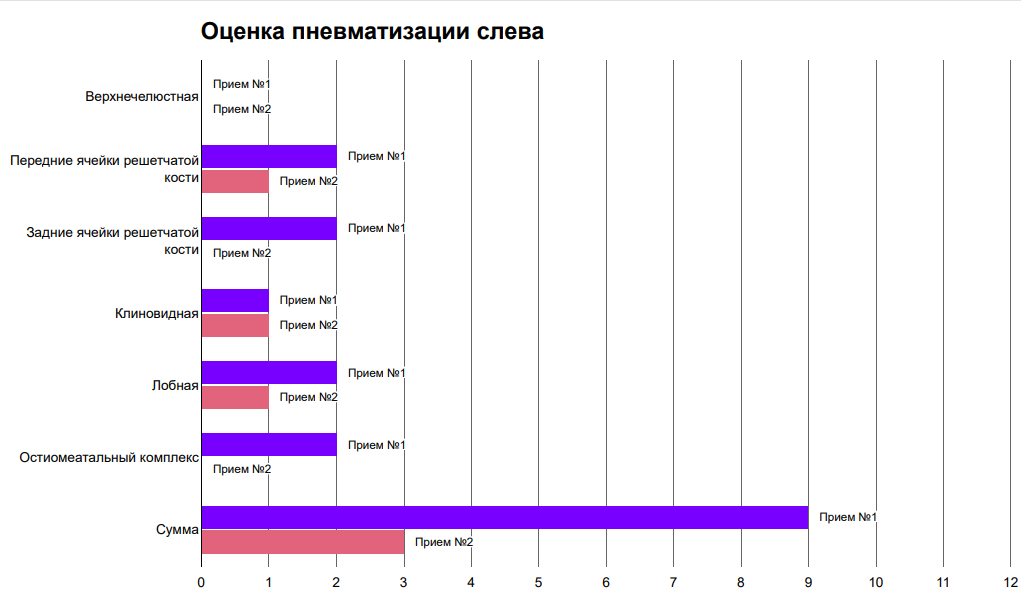 Оценка пневматизации слева
Верхнечелюстная
Прием №1
Прием №2
Передние ячейки решетчатой
кости
Прием №1
Прием №2
Задние ячейки решетчатой
кости
Прием №1
Прием №2
Клиновидная
Прием №1
Прием №2
Лобная
Прием №1
Прием №2
Остиомеатальный комплекс
Прием №1
Прием №2
Сумма
Прием №1
Прием №2
0 1 2 3 4 5 6 7 8 9 10 11 12